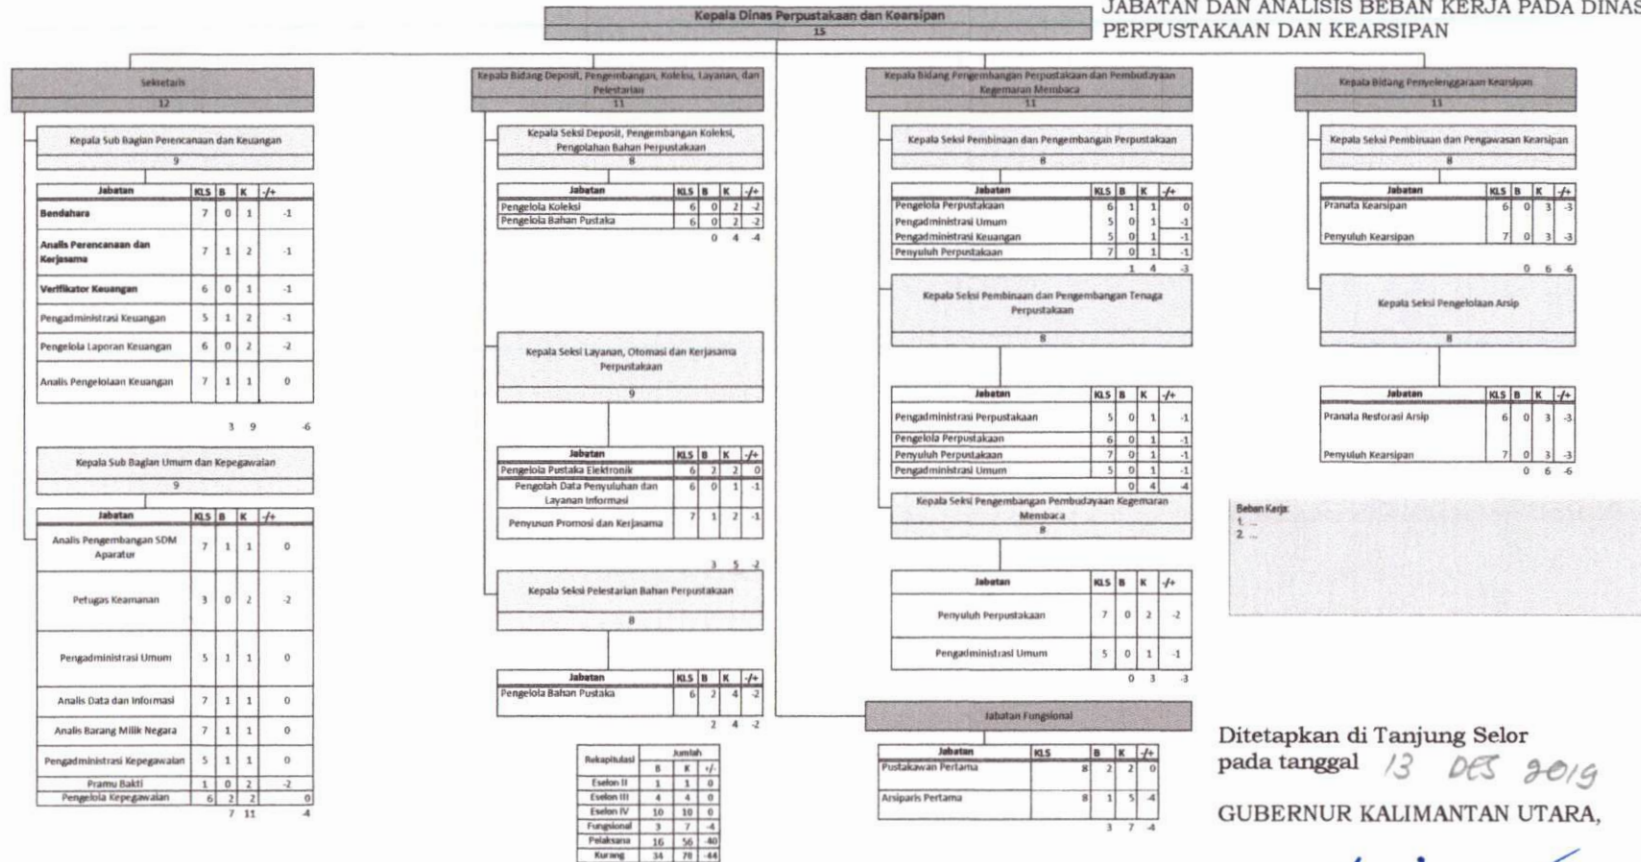 JABATAN DAN ANALISIS BEBAN KERJA PADA DINAS
PERPUSTAKAAN DAN KEARSIPAN
Kepala Dinas Perpustakaan dan Kearsipan
15
Sekretaris
12
Kepala Sub Bagian Perencanaan dan Keuangan
9
Jabatan KLS B K -/+
Bendahara 7 0 1 -1
Analis Perencanaan dan
Kerjasama 7 1 2 -1
Verifikator Keuangan 6 0 1 -1
Pengadministrasi Keuangan 5 1 2 -1
Pengelola Laporan Keuangan 6 0 2 -2
Analis Pengelolaan Keuangan 7 1 1 0
3 9 -6
Kepala Sub Bagian Umum dan Kepegawaian
9
Jabatan KLS B K -/+
Analis Pengembangan SDM
Aparatur 7 1 1 0
Petugas Keamanan 3 0 2 -2
Pengadministrasi Umum 5 1 1 0
Analis Data dan Informasi 7 1 1 0
Analis Barang Milik Negara 7 1 1 0
Pengadministrasi Kepegawaian 5 1 1 0
Pramu Bakti 1 0 2 -2
Pengelola Kepegawaian 6 2 2 0
7 11 -4
Kepala Bidang Deposit, Pengembangan, Koleksi, Layanan, dan
Pelestarian
11
Kepala Seksi Deposit, Pengembangan Koleksi,
Pengolahan Bahan Perpustakaan
8
Jabatan KLS B K -/+
Pengelola Koleksi 6 0 2 -2
Pengelola Bahan Pustaka 6 0 2 -2
0 4 -4
Kepala Seksi Layanan, Otomasi dan Kerjasama
Perpustakaan
9
Jabatan KLS B K -/+
Pengelola Pustaka Elektronik 6 2 2 0
Pengolah Data Penyuluhan dan
Layanan Informasi 6 0 1 -1
Penyusun Promosi dan Kerjasama 7 1 2 -1
3 5 -2
Kepala Seksi Pelestarian Bahan Perpustakaan
8
Jabatan KLS B K -/+
Pengelola Bahan Pustaka 6 2 4 -2
2 4 -2
Rekapitulasi Jumlah
B K +/-
Eselon II 1 1 0
Eselon III 4 4 0
Eselon IV 10 10 0
Fungsional 3 7 -4
Pelaksana 16 56 -40
Kurang 34 78 -44
Kepala Bidang Pengembangan Perpustakaan dan Pembudayaan
Kegemaran Membaca
11
Kepala Seksi Pembinaan dan Pengembangan Perpustakaan
8
Jabatan KLS B K -/+
Pengelola Perpustakaan 6 1 1 0
Pengadministrasi Umum 5 0 1 -1
Pengadministrasi Keuangan 5 0 1 -1
Penyuluh Perpustakaan 7 0 1 -1
1 4 -3
Kepala Seksi Pembinaan dan Pengembangan Tenaga
Perpustakaan
8
Jabatan KLS B K -/+
Pengadministrasi Perpustakaan 5 0 1 -1
Pengelola Perpustakaan 6 0 1 -1
Penyuluh Perpustakaan 7 0 1 -1
Pengadministrasi Umum 5 0 1 -1
0 4 -4
Kepala Seksi Pengembangan Pembudayaan Kegemaran
Membaca
8
Jabatan KLS B K -/+
Penyuluh Perpustakaan 7 0 2 -2
Pengadministrasi Umum 5 0 1 -1
0 3 -3
Jabatan Fungsional
Jabatan KLS B K -/+
Pustakawan Pertama 8 2 2 0
Arsiparis Pertama 8 1 5 -4
3 7 -4
Kepala Bidang Penyelenggaraan Kearsipan
11
Kepala Seksi Pembinaan dan Pengawasan Kearsipan
8
Jabatan KLS B K -/+
Pranata Kearsipan 6 0 3 -3
Penyuluh Kearsipan 7 0 3 -3
0 6 -6
Kepala Seksi Pengelolaan Arsip
8
Jabatan KLS B K -/+
Pranata Restorasi Arsip 6 0 3 -3
Penyuluh Kearsipan 7 0 3 -3
0 6 -6
Beban Kerja:
1. ...
2. ...
Ditetapkan di Tanjung Selor
pada tanggal 13 DES 2019
GUBERNUR KALIMANTAN UTARA,